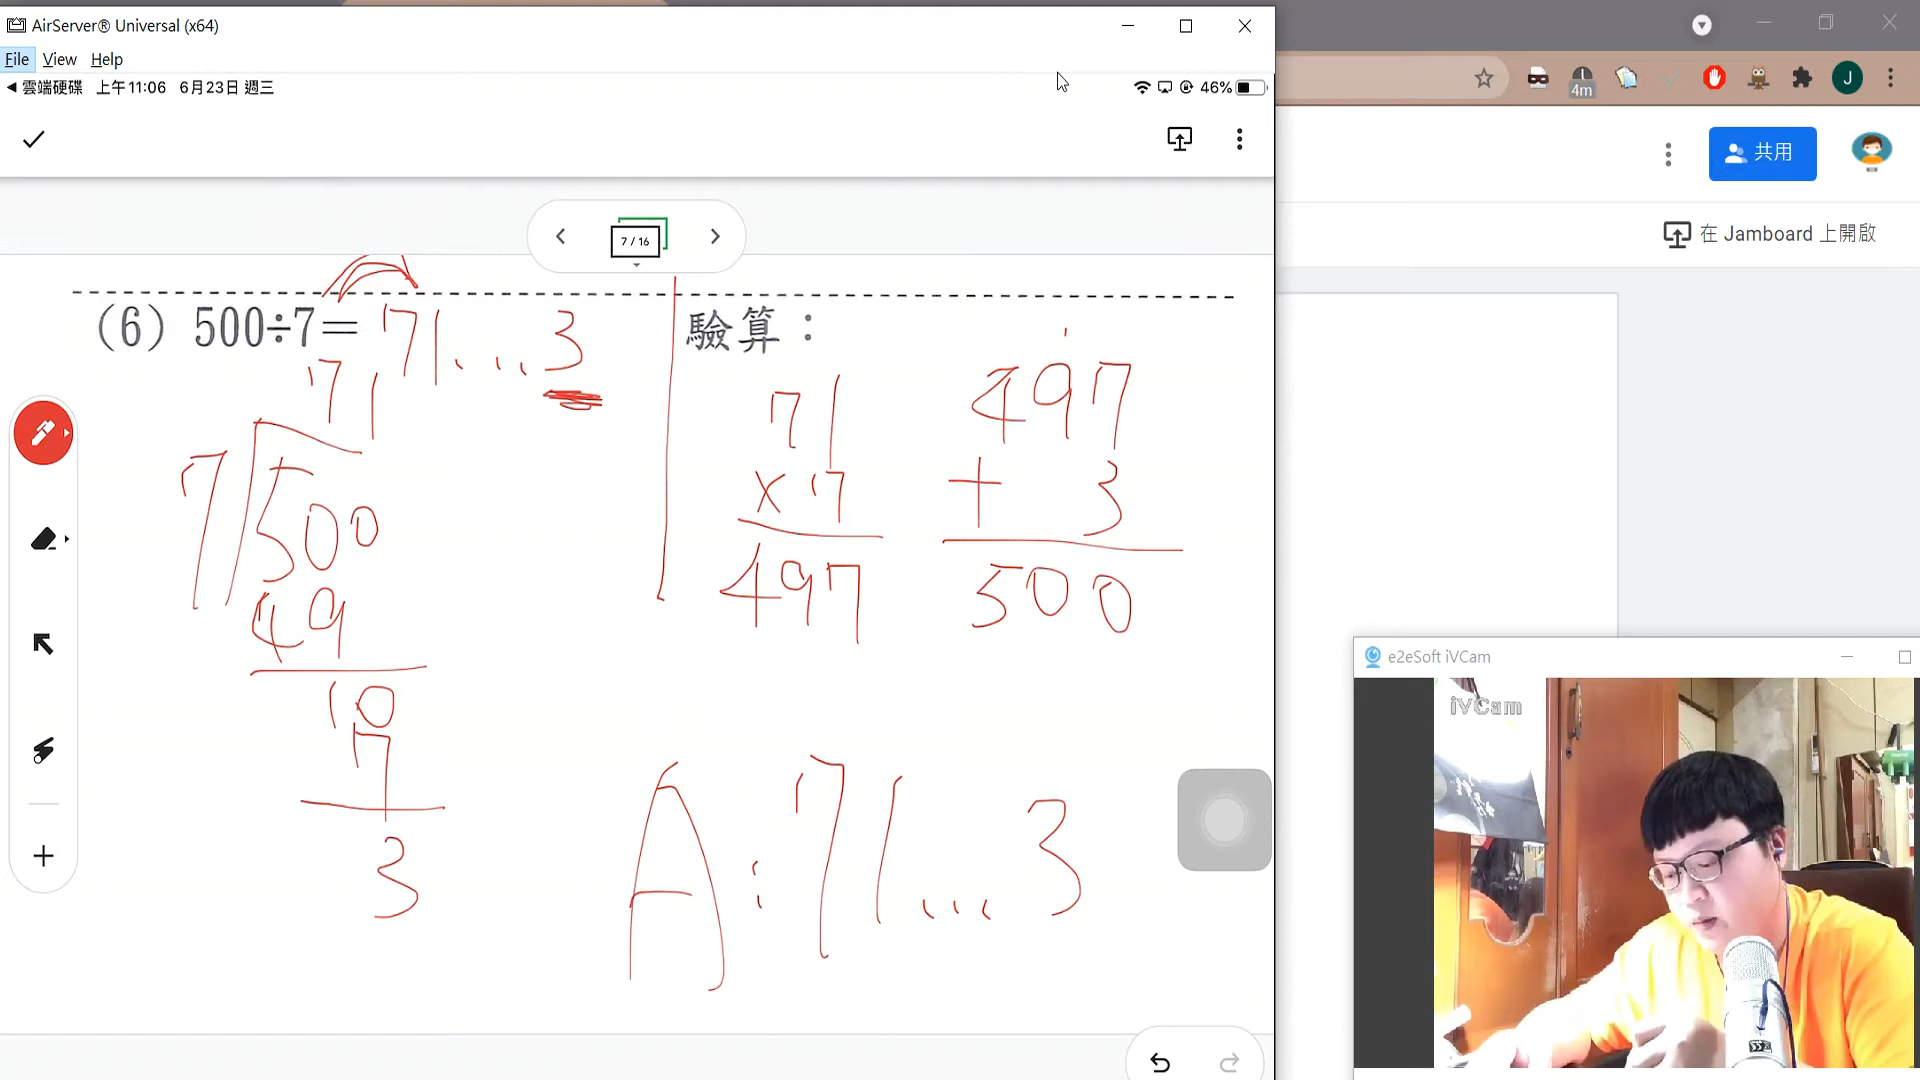 AirServer® Universal (x64)
File View Help
雲端硬碟 上午11:06 6月23日 週三
46%
4m
J
共用
在 Jamboard 上開啟
7 / 16
(6) 500÷7= 71...3
驗算：
71
7 500
49
10
7
3
71
× 7
497
497
+ 3
500
A: 71...3
e2eSoft iVCam
iVCam